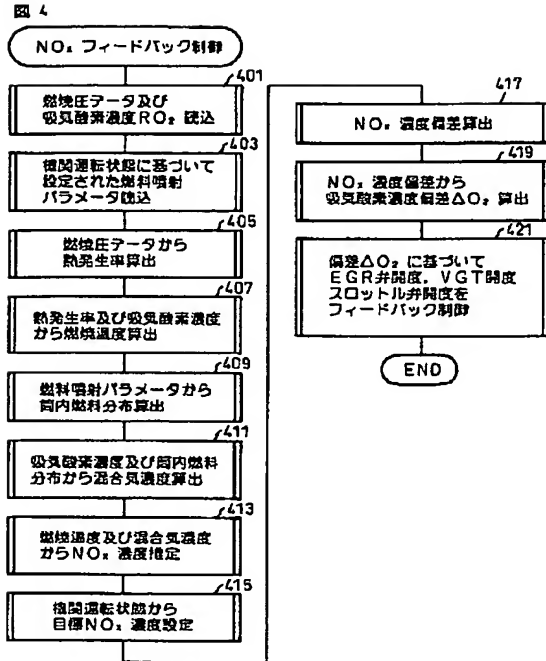 図 4
NOx フィードバック制御
401
燃焼圧データ及び
吸気酸素濃度RO2 読込
403
機関運転状態に基づいて
設定された燃料噴射
パラメータ読込
405
燃焼圧データから
熱発生率算出
407
熱発生率及び吸気酸素濃度
から燃焼温度算出
409
燃料噴射パラメータから
筒内燃料分布算出
411
吸気酸素濃度及び筒内燃料
分布から混合気濃度算出
413
燃焼温度及び混合気濃度
からNOx 濃度推定
415
機関運転状態から
目標NOx 濃度設定
417
NOx 濃度偏差算出
419
NOx 濃度偏差から
吸気酸素濃度偏差ΔO2 算出
421
偏差ΔO2 に基づいて
EGR弁開度，VGT開度
スロットル弁開度を
フィードバック制御
END